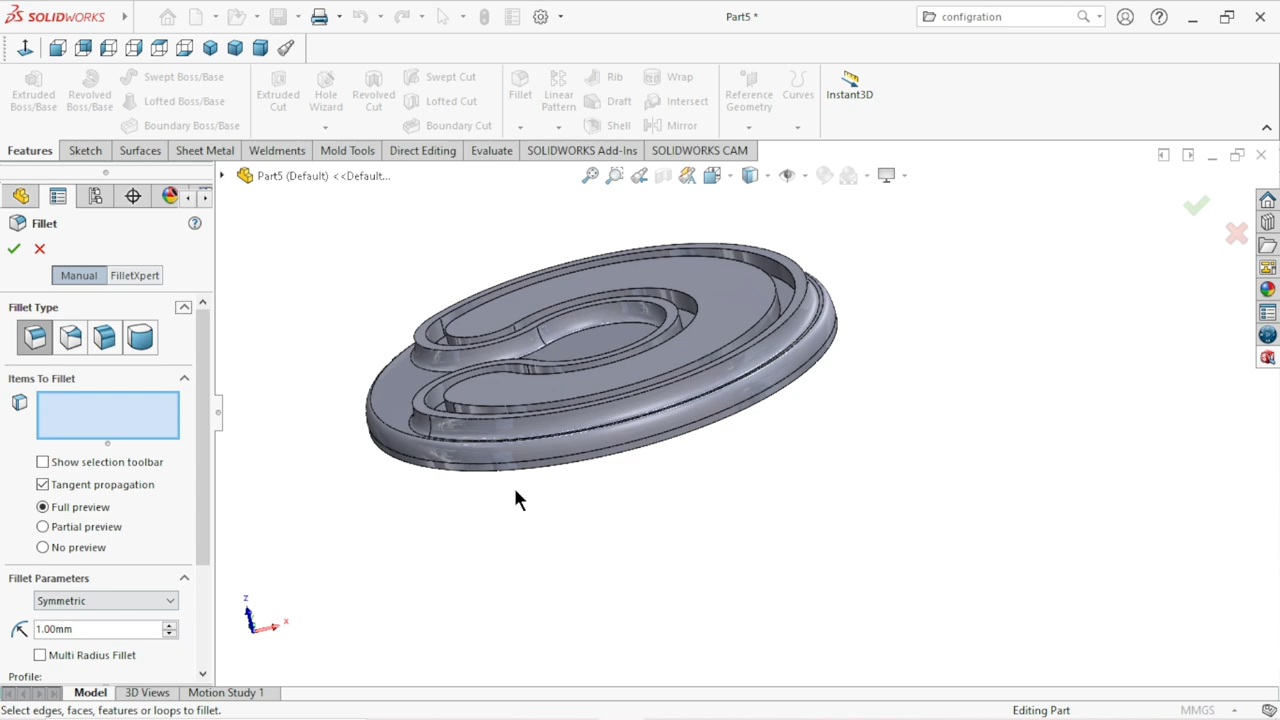 SOLIDWORKS
Part5 *
configration
Extruded Boss/Base
Revolved Boss/Base
Swept Boss/Base
Lofted Boss/Base
Boundary Boss/Base
Extruded Cut
Hole Wizard
Revolved Cut
Swept Cut
Lofted Cut
Boundary Cut
Fillet
Linear Pattern
Rib
Draft
Shell
Wrap
Intersect
Mirror
Reference Geometry
Curves
Instant3D
Features
Sketch
Surfaces
Sheet Metal
Weldments
Mold Tools
Direct Editing
Evaluate
SOLIDWORKS Add-Ins
SOLIDWORKS CAM
Part5 (Default) <<Default...
Fillet
Manual
FilletXpert
Fillet Type
Items To Fillet
Show selection toolbar
Tangent propagation
Full preview
Partial preview
No preview
Fillet Parameters
Symmetric
1.00mm
Multi Radius Fillet
Profile:
z
x
Model
3D Views
Motion Study 1
Select edges, faces, features or loops to fillet.
Editing Part
MMGS